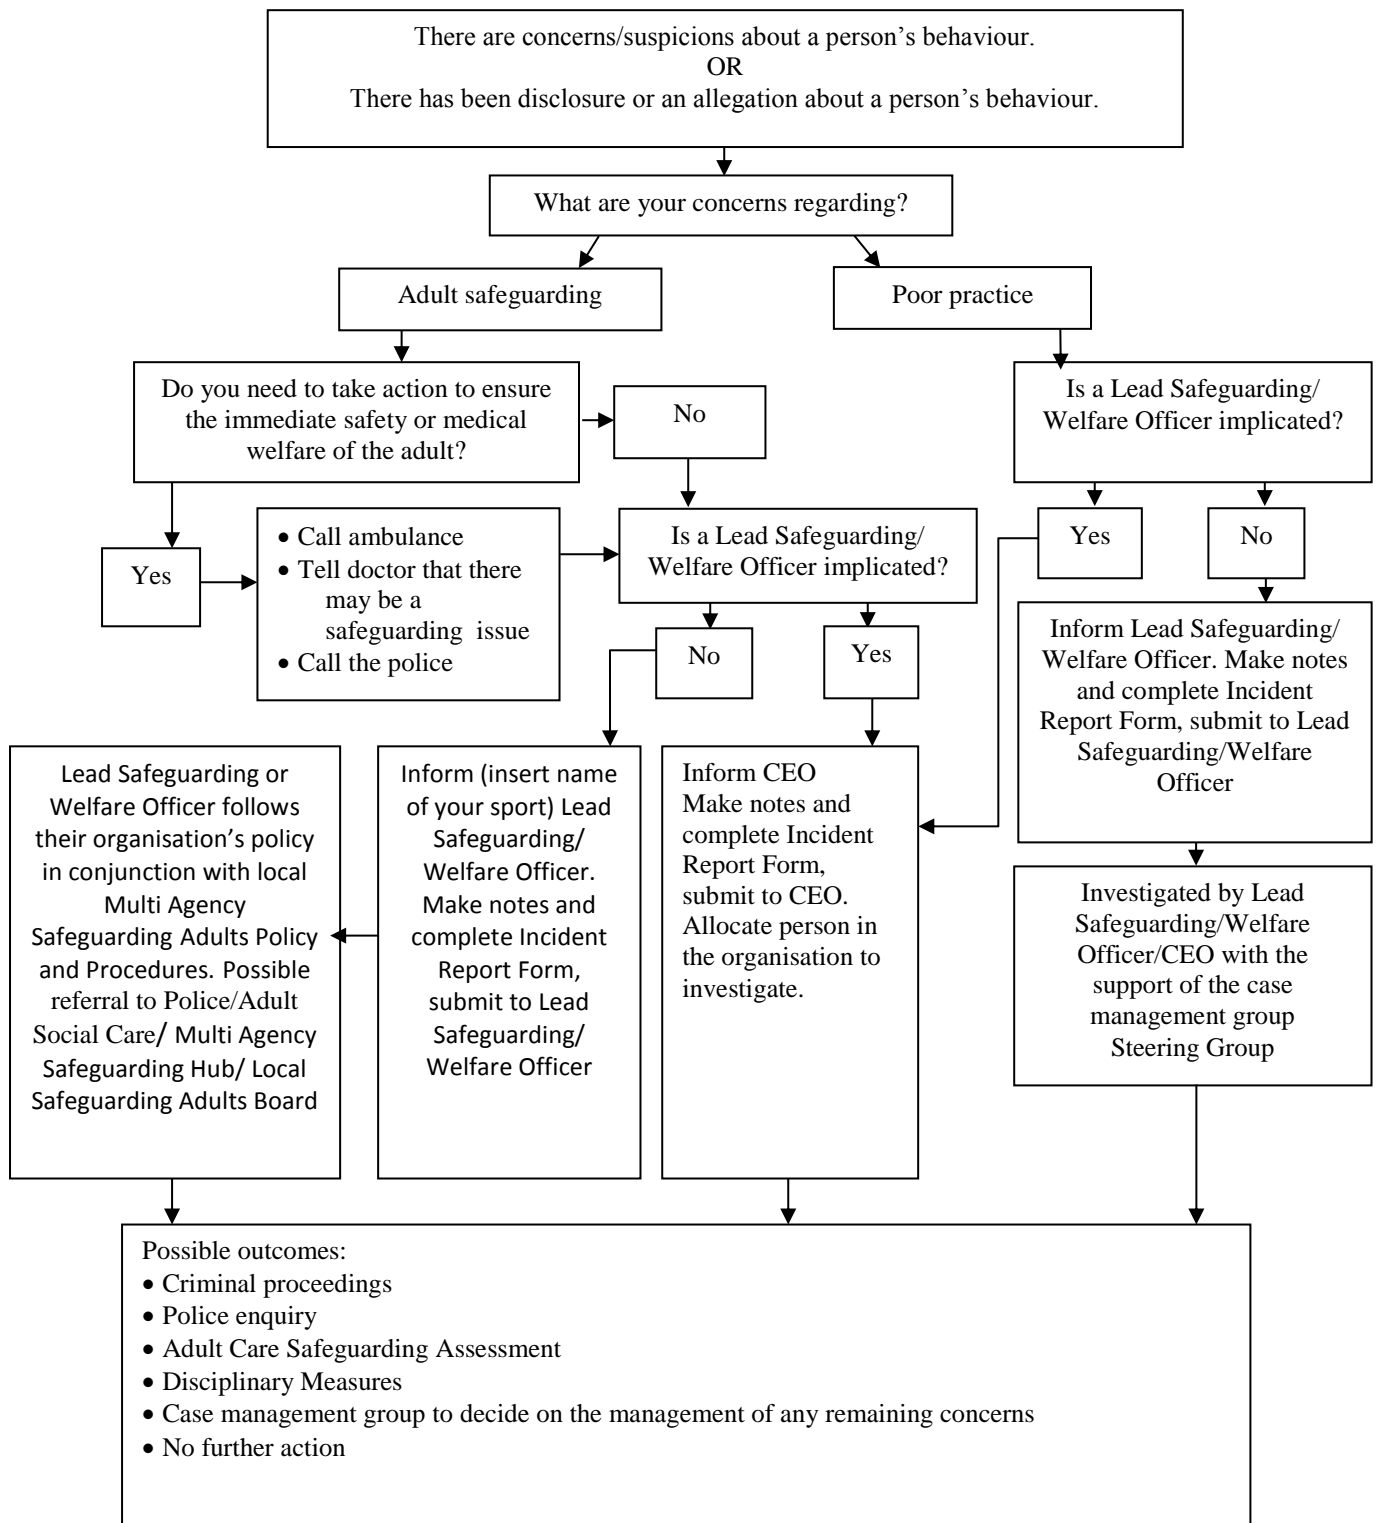 There are concerns/suspicions about a person’s behaviour.
OR
There has been disclosure or an allegation about a person’s behaviour.
What are your concerns regarding?
Adult safeguarding
Poor practice
Do you need to take action to ensure
the immediate safety or medical
welfare of the adult?
No
Is a Lead Safeguarding/
Welfare Officer implicated?
Yes
• Call ambulance
• Tell doctor that there
may be a
safeguarding issue
• Call the police
Is a Lead Safeguarding/
Welfare Officer implicated?
Yes
No
No
Yes
Inform Lead Safeguarding/
Welfare Officer. Make notes
and complete Incident
Report Form, submit to Lead
Safeguarding/Welfare
Officer
Lead Safeguarding or
Welfare Officer follows
their organisation’s policy
in conjunction with local
Multi Agency
Safeguarding Adults Policy
and Procedures. Possible
referral to Police/Adult
Social Care/ Multi Agency
Safeguarding Hub/ Local
Safeguarding Adults Board
Inform (insert name
of your sport) Lead
Safeguarding/
Welfare Officer.
Make notes and
complete Incident
Report Form,
submit to Lead
Safeguarding/
Welfare Officer
Inform CEO
Make notes and
complete Incident
Report Form,
submit to CEO.
Allocate person in
the organisation to
investigate.
Investigated by Lead
Safeguarding/Welfare
Officer/CEO with the
support of the case
management group
Steering Group
Possible outcomes:
• Criminal proceedings
• Police enquiry
• Adult Care Safeguarding Assessment
• Disciplinary Measures
• Case management group to decide on the management of any remaining concerns
• No further action